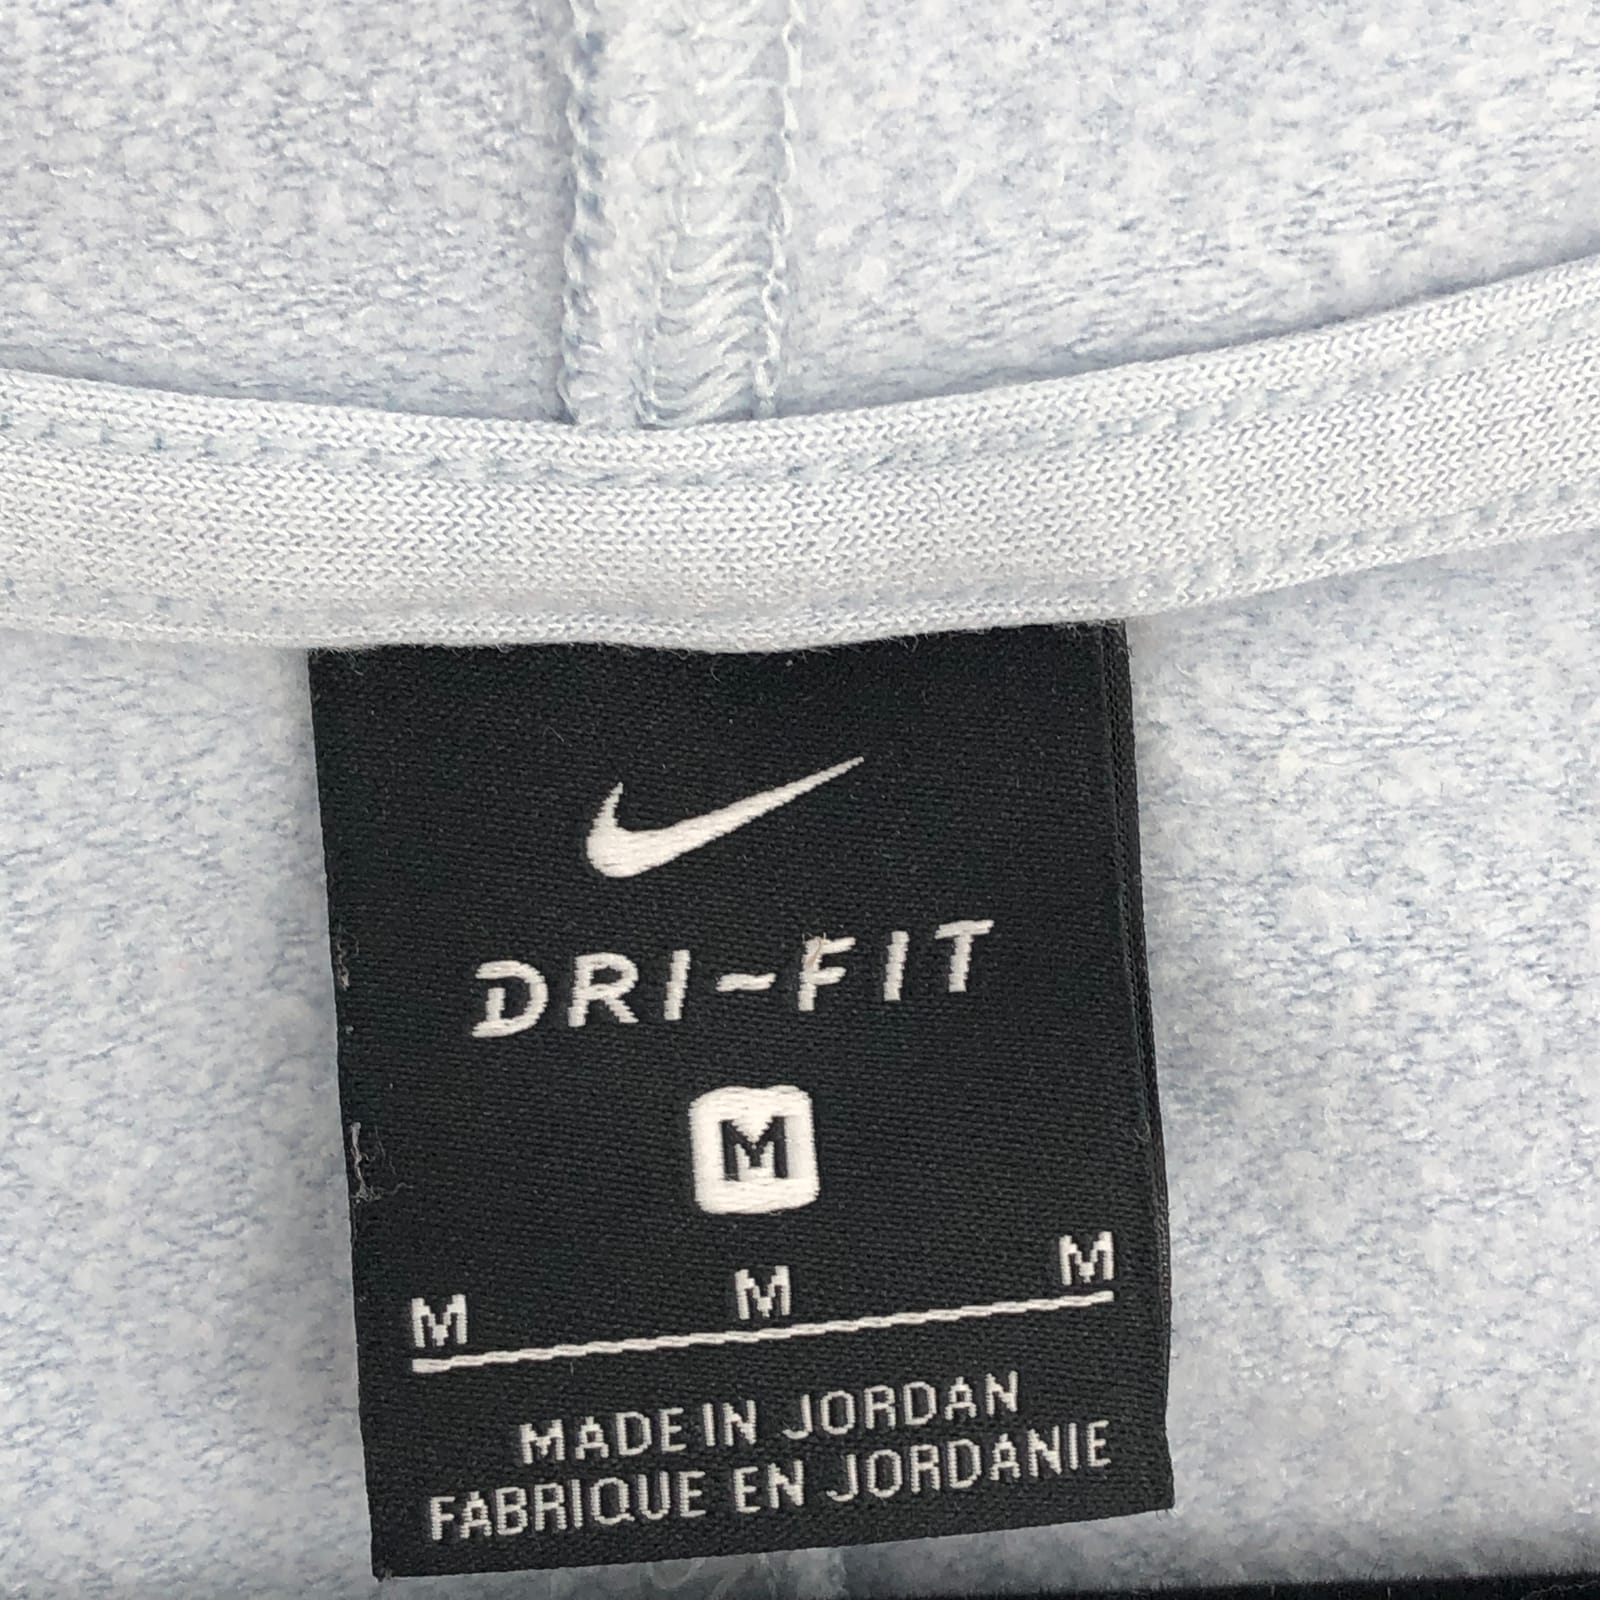 DRI-FIT
M
M M M
MADE IN JORDAN
FABRIQUE EN JORDANIE